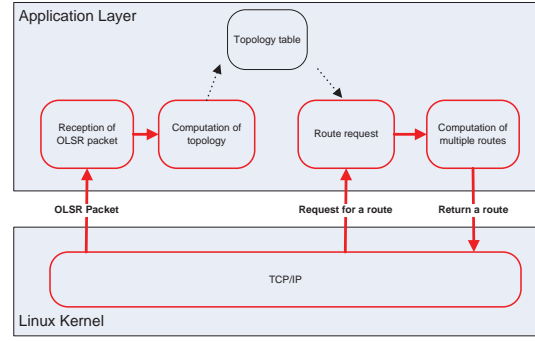 Application Layer
Topology table
Reception of
OLSR packet
Computation of
topology
Route request
Computation of
multiple routes
OLSR Packet
Request for a route
Return a route
TCP/IP
Linux Kernel